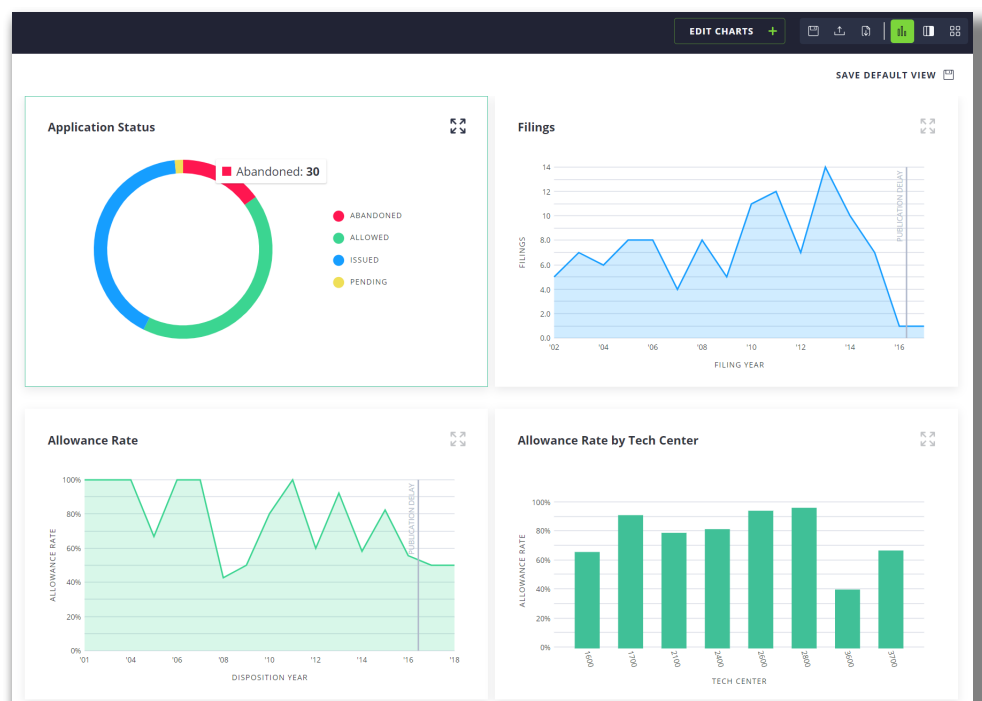 EDIT CHARTS +
SAVE DEFAULT VIEW
Application Status
Abandoned: 30
ABANDONED
ALLOWED
ISSUED
PENDING
Filings
FILINGS
14
12
10
8.0
6.0
4.0
2.0
0.0
PUBLICATION DELAY
'02 '04 '06 '08 '10 '12 '14 '16
FILING YEAR
Allowance Rate
ALLOWANCE RATE
100%
80%
60%
40%
20%
0%
PUBLICATION DELAY
'01 '04 '06 '08 '10 '12 '14 '16 '18
DISPOSITION YEAR
Allowance Rate by Tech Center
ALLOWANCE RATE
100%
80%
60%
40%
20%
0%
1600 1700 2100 2400 2600 2800 3600 3700
TECH CENTER